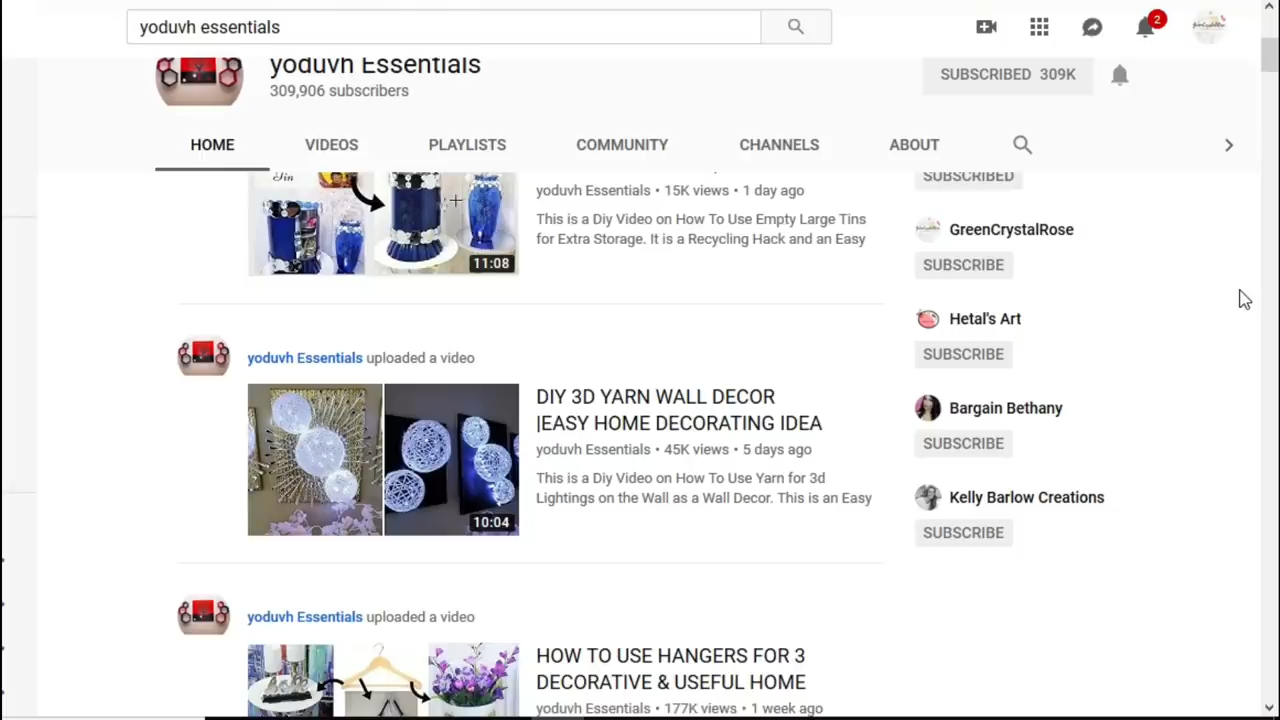 yoduvh essentials
2
yoduvh Essentials
309,906 subscribers
SUBSCRIBED 309K
HOME
VIDEOS
PLAYLISTS
COMMUNITY
CHANNELS
ABOUT
Tin
11:08
yoduvh Essentials • 15K views • 1 day ago
This is a Diy Video on How To Use Empty Large Tins
for Extra Storage. It is a Recycling Hack and an Easy
SUBSCRIBED
GreenCrystalRose
SUBSCRIBE
Hetal's Art
SUBSCRIBE
Bargain Bethany
SUBSCRIBE
Kelly Barlow Creations
SUBSCRIBE
yoduvh Essentials uploaded a video
10:04
DIY 3D YARN WALL DECOR
|EASY HOME DECORATING IDEA
yoduvh Essentials • 45K views • 5 days ago
This is a Diy Video on How To Use Yarn for 3d
Lightings on the Wall as a Wall Decor. This is an Easy
yoduvh Essentials uploaded a video
HOW TO USE HANGERS FOR 3
DECORATIVE & USEFUL HOME
yoduvh Essentials • 177K views • 1 week ago